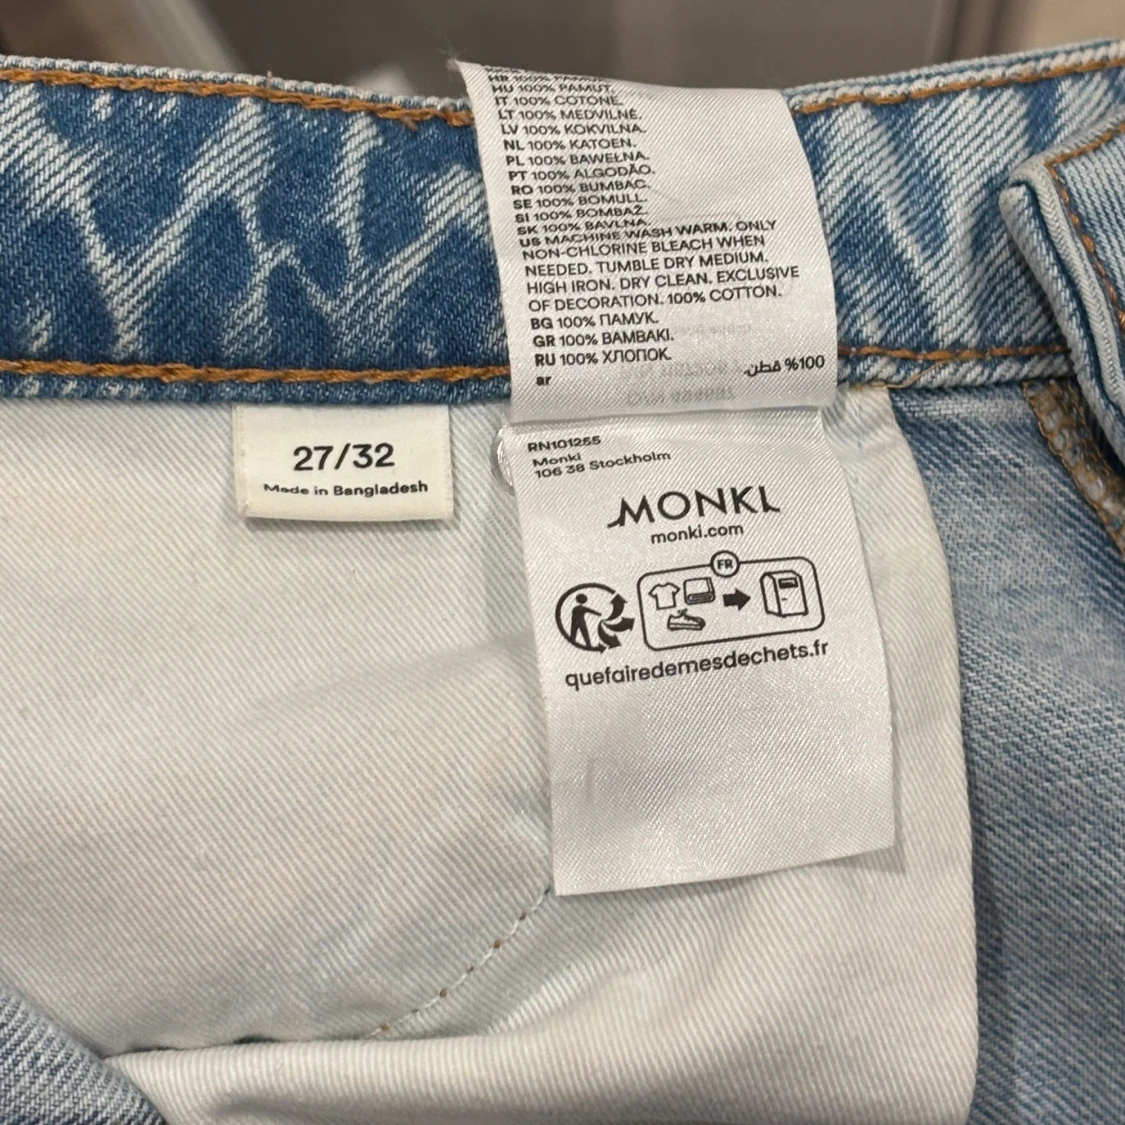 HR 100% PAMUK.
HU 100% PAMUT.
IT 100% COTONE.
LT 100% MEDVILNĖ.
LV 100% KOKVILNA.
NL 100% KATOEN.
PL 100% BAWEŁNA.
PT 100% ALGODÃO.
RO 100% BUMBAC.
SE 100% BOMULL.
SI 100% BOMBAŽ.
SK 100% BAVLNA.
US MACHINE WASH WARM. ONLY
NON-CHLORINE BLEACH WHEN
NEEDED. TUMBLE DRY MEDIUM.
HIGH IRON. DRY CLEAN. EXCLUSIVE
OF DECORATION. 100% COTTON.
BG 100% ПАМУК.
GR 100% BAMBAKI.
RU 100% ХЛОПОК.
ar 100% قطن.
27/32
Made in Bangladesh
RN101255
Monki
106 38 Stockholm
MONKI
monki.com
FR
quefairedemesdechets.fr